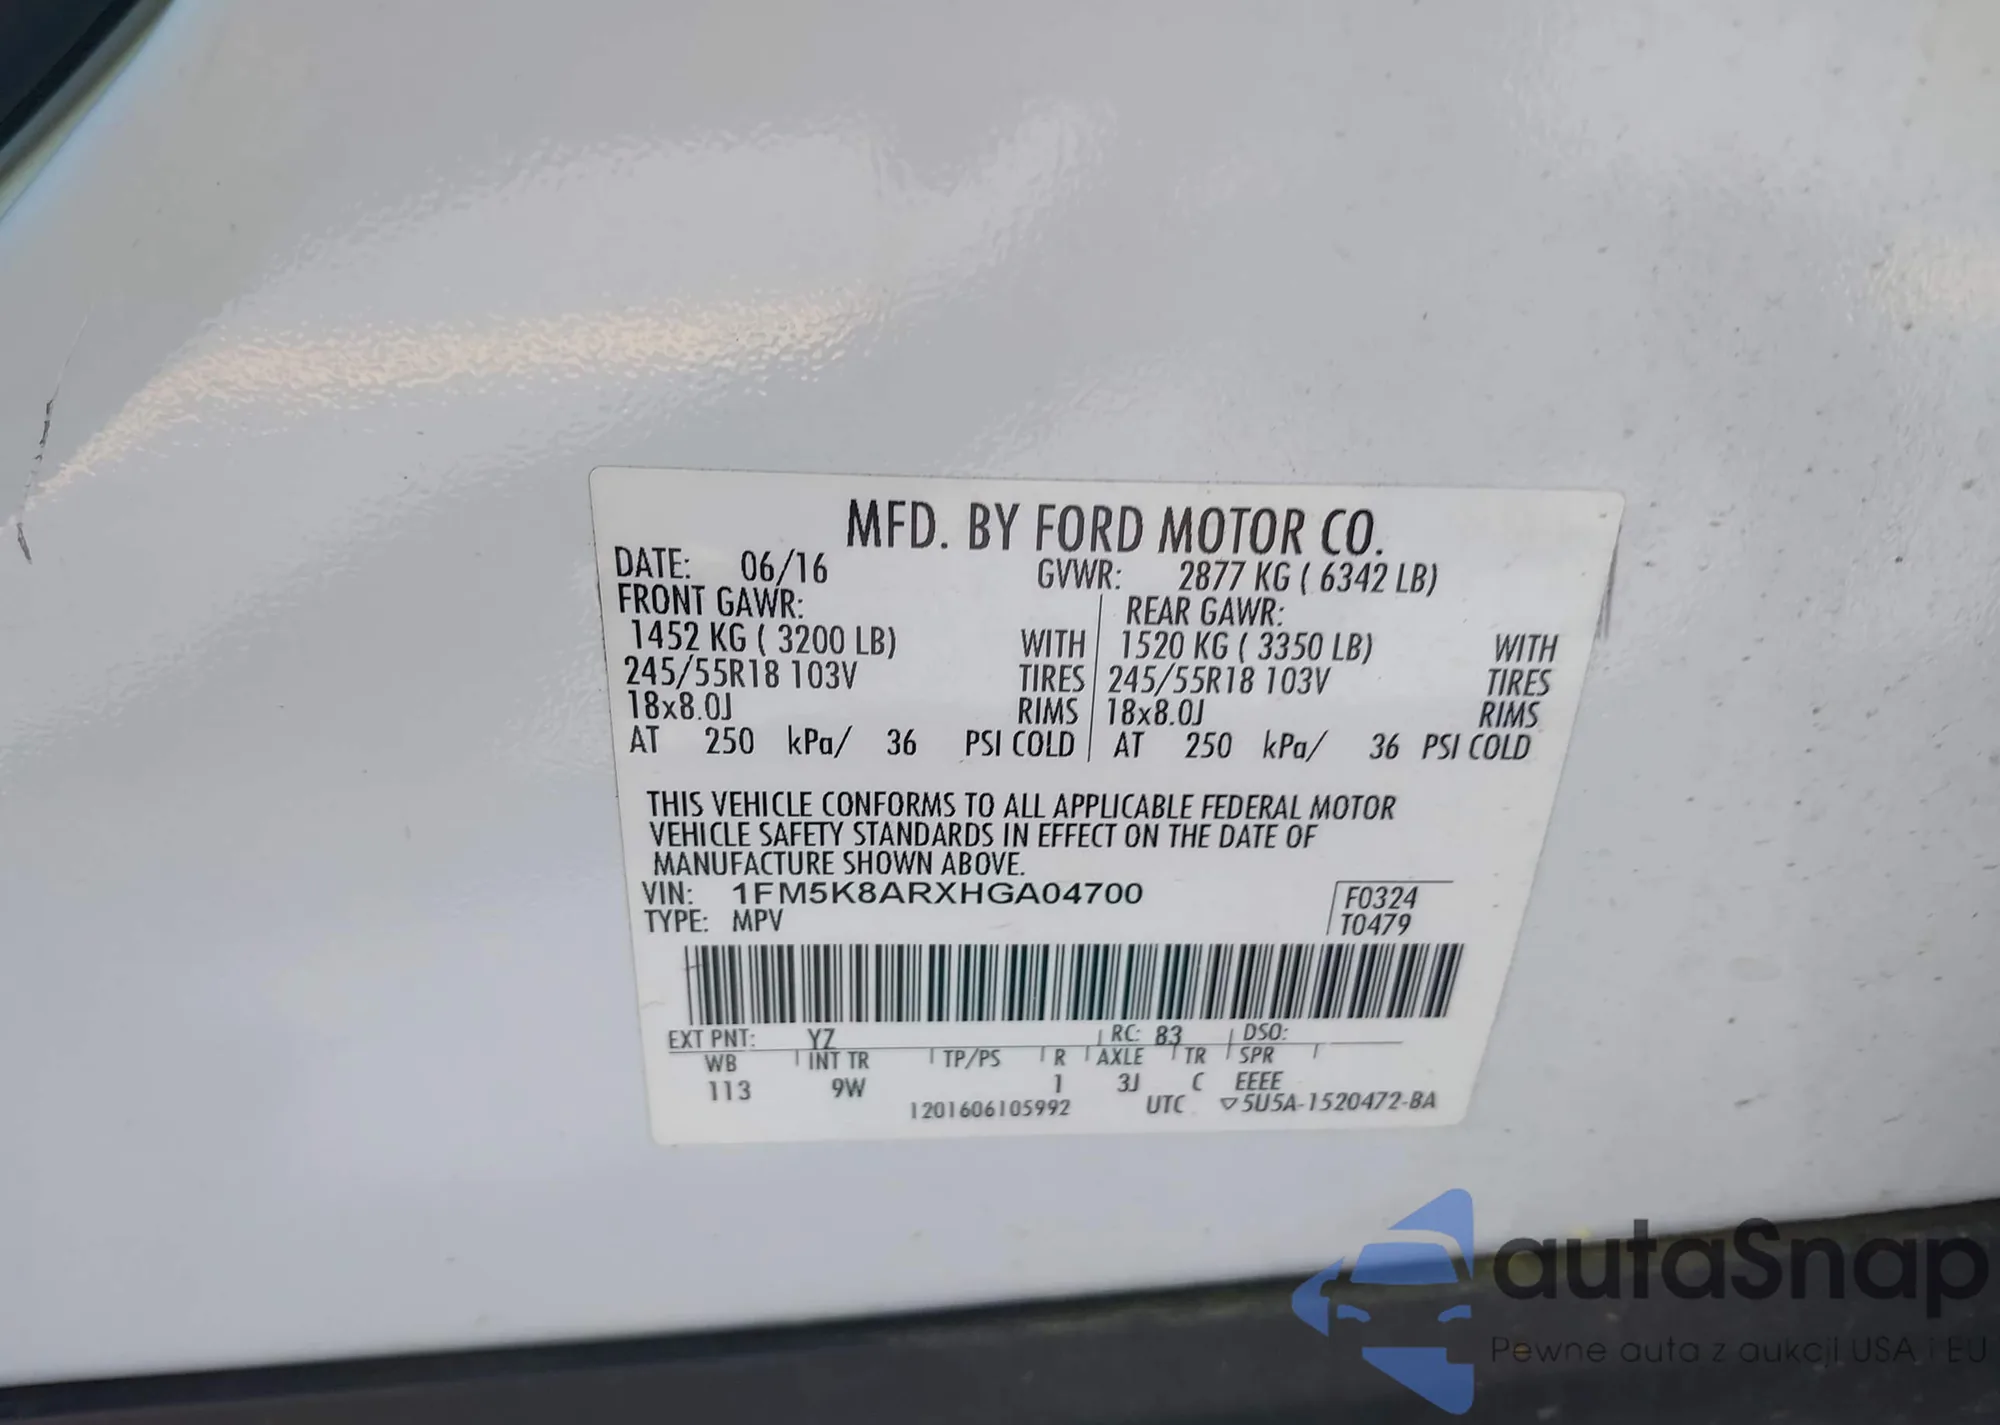 MFD. BY FORD MOTOR CO.
DATE: 06/16 GVWR: 2877 KG ( 6342 LB)
FRONT GAWR: REAR GAWR:
1452 KG ( 3200 LB) WITH 1520 KG ( 3350 LB) WITH
245/55R18 103V TIRES 245/55R18 103V TIRES
18x8.0J RIMS 18x8.0J RIMS
AT 250 kPa/ 36 PSI COLD AT 250 kPa/ 36 PSI COLD
THIS VEHICLE CONFORMS TO ALL APPLICABLE FEDERAL MOTOR
VEHICLE SAFETY STANDARDS IN EFFECT ON THE DATE OF
MANUFACTURE SHOWN ABOVE.
VIN: 1FM5K8ARXHGA04700 F0324
TYPE: MPV T0479
EXT PNT: YZ RC: 83 DSO:
WB INT TR TP/PS R AXLE TR SPR
113 9W 1 3J C EEEE
1201606105992 UTC ▽5U5A-1520472-BA
autaSnap
Pewne auta z aukcji USA i EU